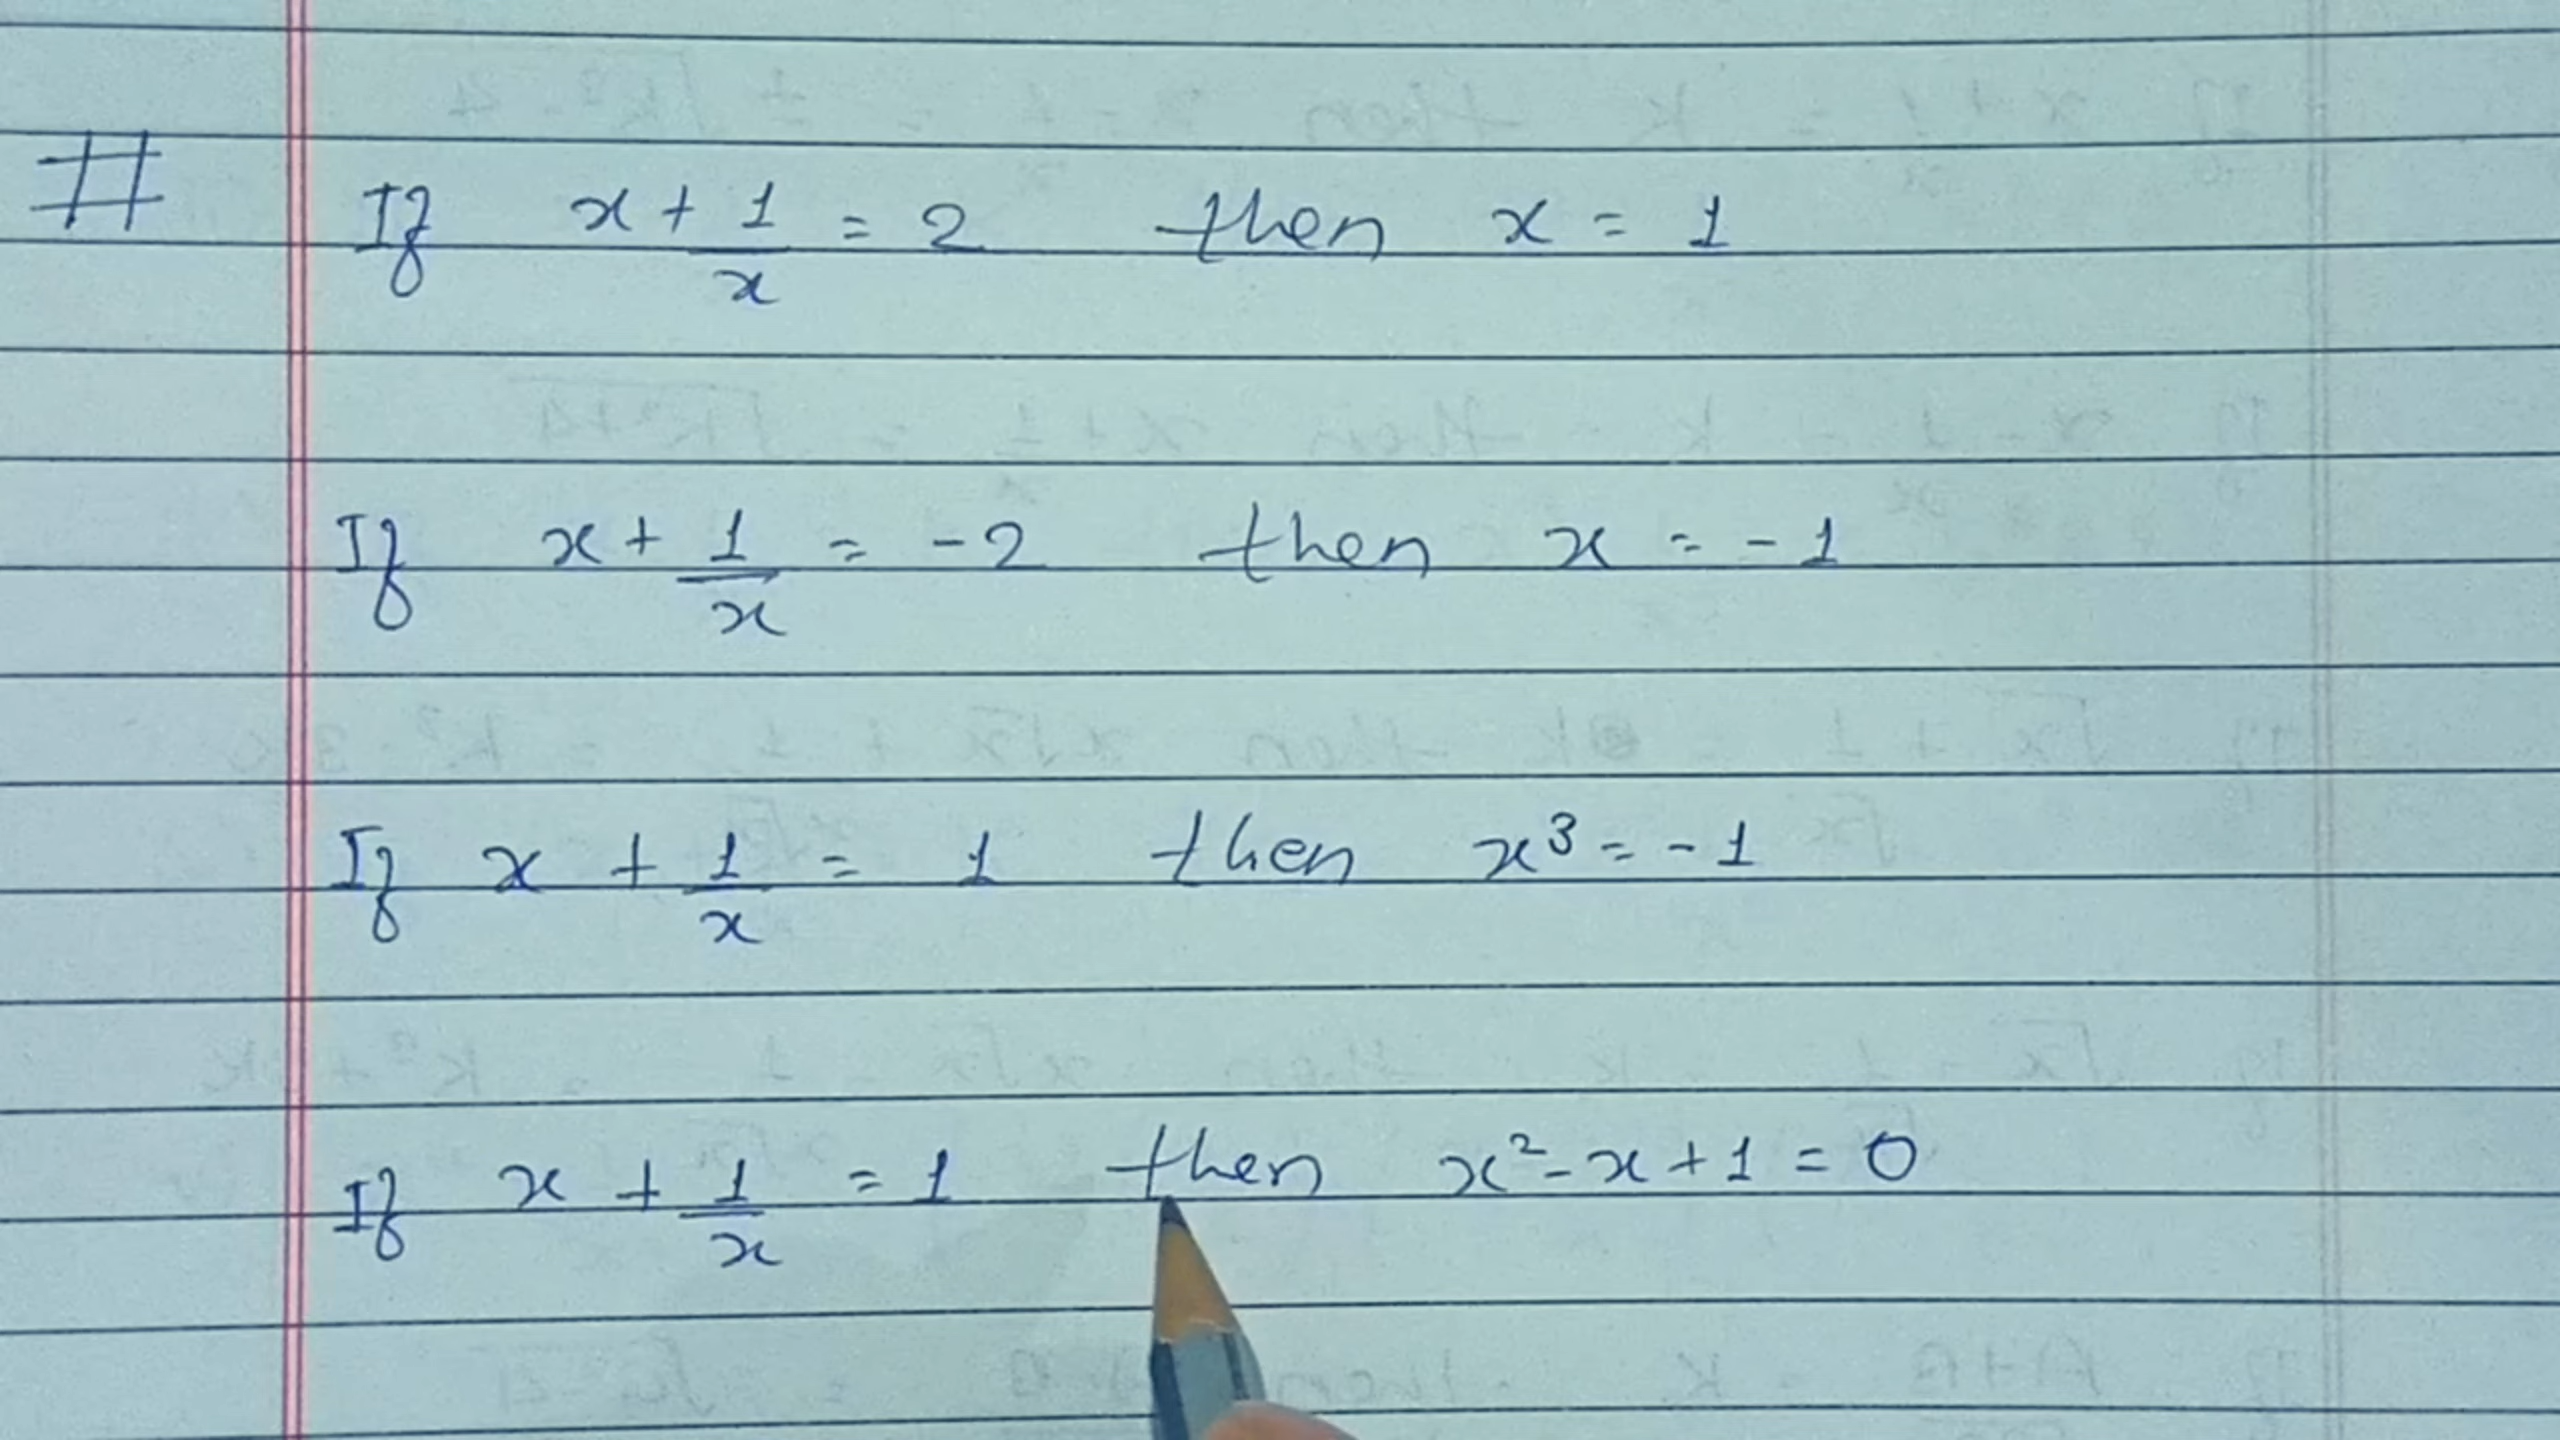 # If x + 1/x = 2 then x = 1
If x + 1/x = -2 then x = -1
If x + 1/x = 1 then x³ = -1
If x + 1/x = 1 then x² - x + 1 = 0